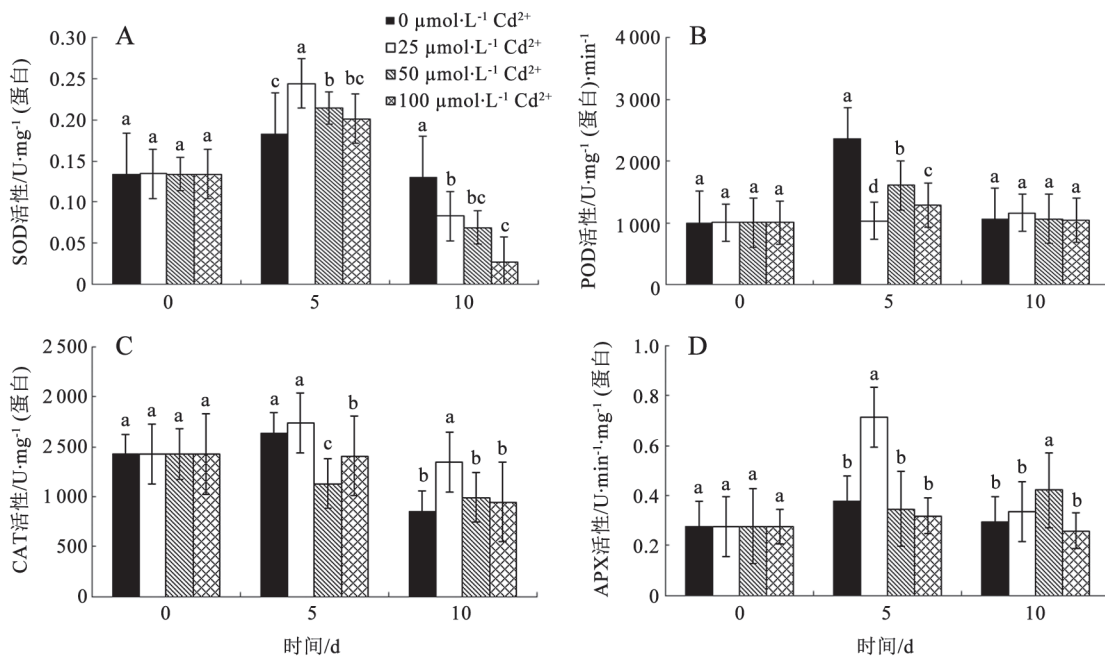 A
0 μmol·L⁻¹ Cd²⁺
25 μmol·L⁻¹ Cd²⁺
50 μmol·L⁻¹ Cd²⁺
100 μmol·L⁻¹ Cd²⁺
SOD活性/U·mg⁻¹ (蛋白)
0.30
0.25
0.20
0.15
0.10
0.05
0
a a a a
c a b bc
a b bc c
0 5 10
B
POD活性/U·mg⁻¹ (蛋白)·min⁻¹
4 000
3 000
2 000
1 000
0
a a a a
a d b c
a a a a
0 5 10
C
CAT活性/U·mg⁻¹ (蛋白)
2 500
2 000
2 500
1 000
500
0
a a a a
a a c b
b a b b
0 5 10
时间/d
D
APX活性/U·min⁻¹·mg⁻¹ (蛋白)
1.0
0.8
0.6
0.4
0.2
0
a a a a
b a b b
b b a b
0 5 10
时间/d